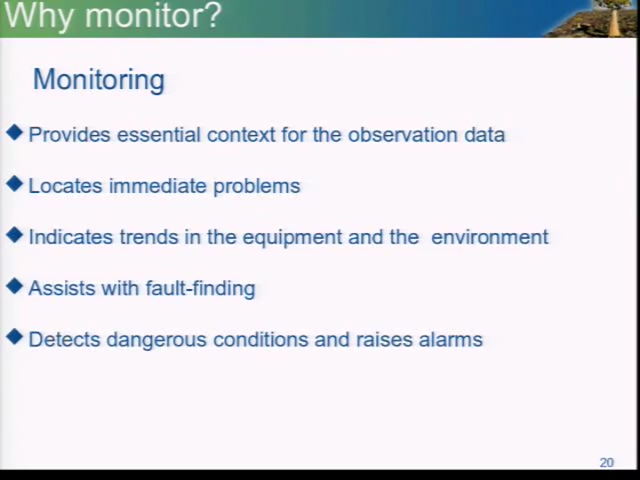 Why monitor?
Monitoring
Provides essential context for the observation data
Locates immediate problems
Indicates trends in the equipment and the environment
Assists with fault-finding
Detects dangerous conditions and raises alarms
20